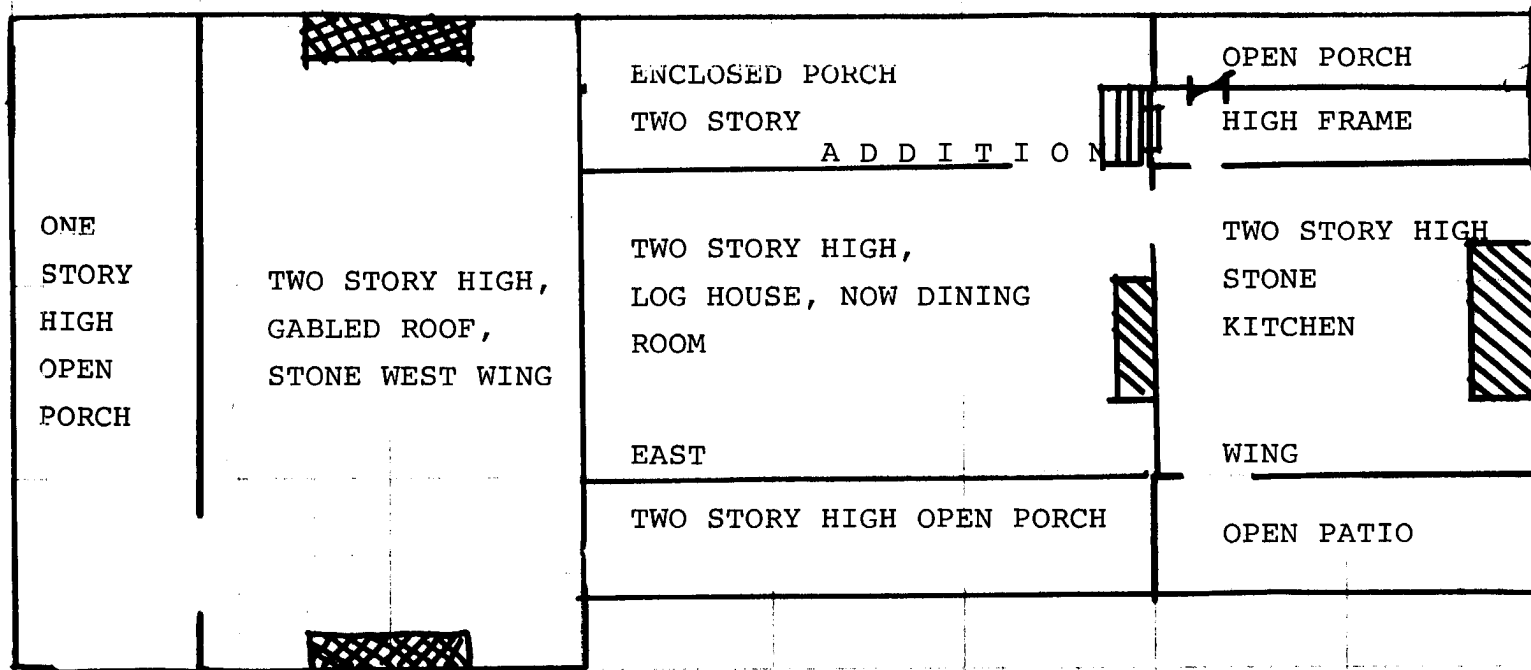 ONE
STORY
HIGH
OPEN
PORCH
TWO STORY HIGH,
GABLED ROOF,
STONE WEST WING
ENCLOSED PORCH
TWO STORY
A D D I T I O N
TWO STORY HIGH,
LOG HOUSE, NOW DINING
ROOM
EAST
TWO STORY HIGH OPEN PORCH
OPEN PORCH
HIGH FRAME
TWO STORY HIGH
STONE
KITCHEN
WING
OPEN PATIO